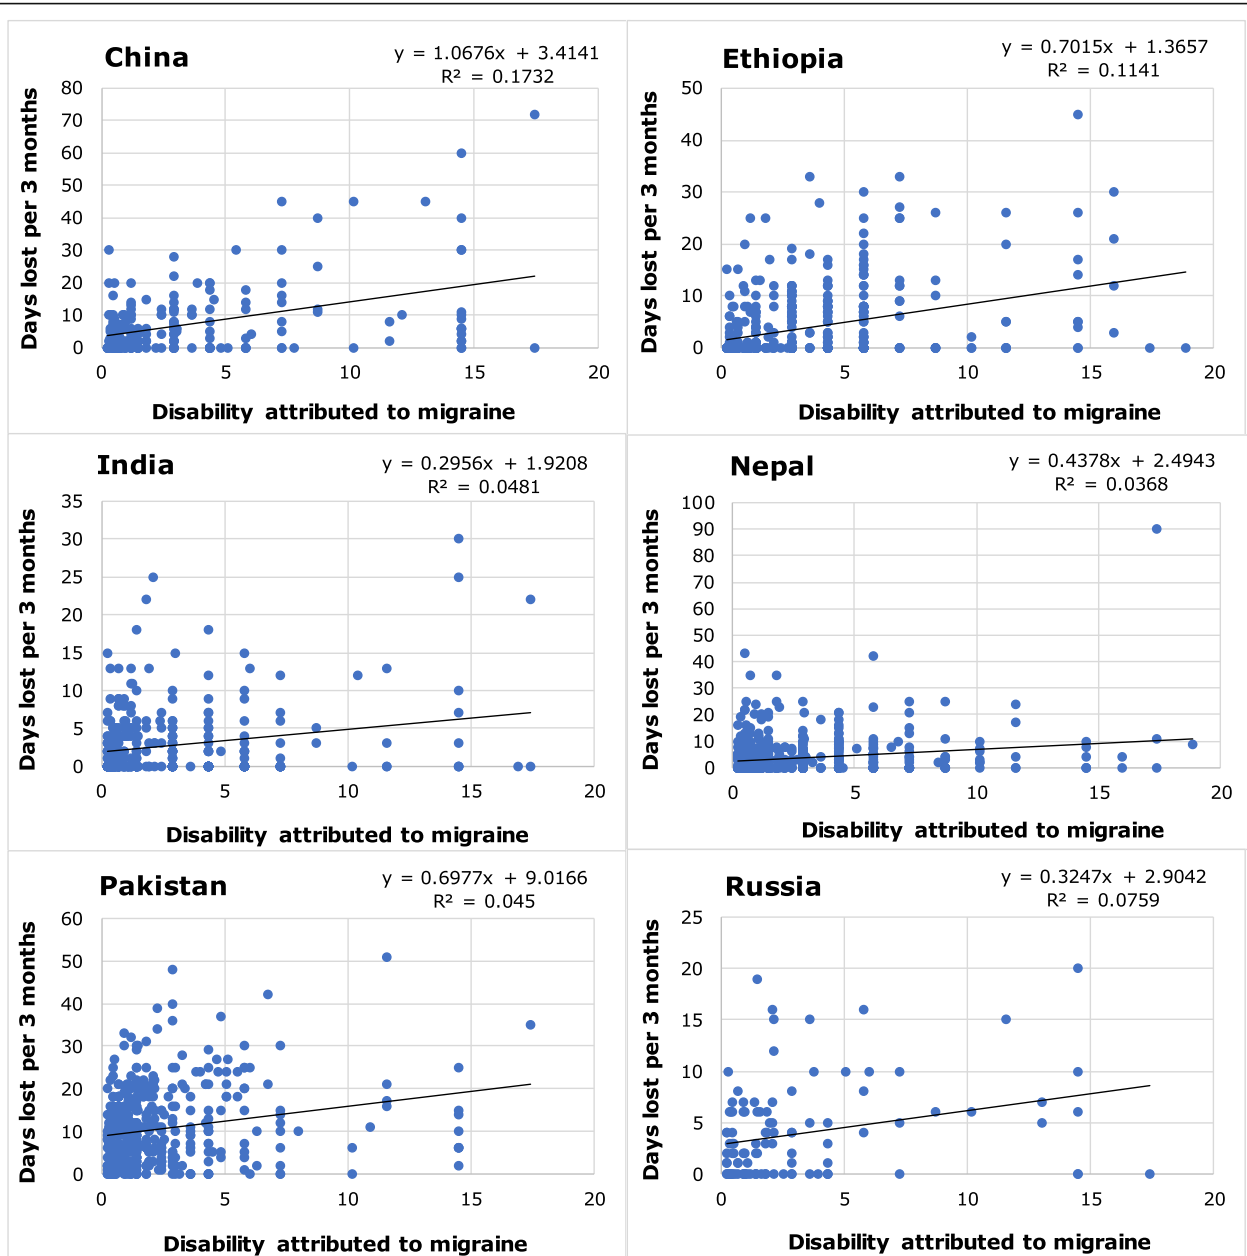 China
y = 1.0676x + 3.4141
R² = 0.1732
Days lost per 3 months
80
70
60
50
40
30
20
10
0
0 5 10 15 20
Disability attributed to migraine
Ethiopia
y = 0.7015x + 1.3657
R² = 0.1141
Days lost per 3 months
50
40
30
20
10
0
0 5 10 15 20
Disability attributed to migraine
India
y = 0.2956x + 1.9208
R² = 0.0481
Days lost per 3 months
35
30
25
20
15
10
5
0
0 5 10 15 20
Disability attributed to migraine
Nepal
y = 0.4378x + 2.4943
R² = 0.0368
Days lost per 3 months
100
90
80
70
60
50
40
30
20
10
0
0 5 10 15 20
Disability attributed to migraine
Pakistan
y = 0.6977x + 9.0166
R² = 0.045
Days lost per 3 months
60
50
40
30
20
10
0
0 5 10 15 20
Disability attributed to migraine
Russia
y = 0.3247x + 2.9042
R² = 0.0759
Days lost per 3 months
25
20
15
10
5
0
0 5 10 15 20
Disability attributed to migraine